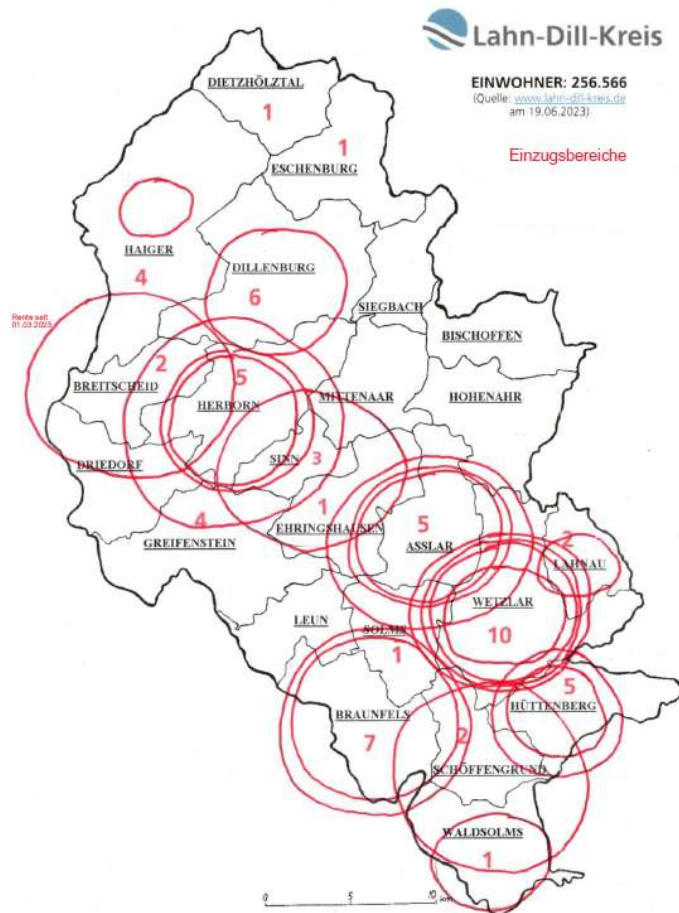 Lahn-Dill-Kreis
EINWOHNER: 256.566
(Quelle: www.lahn-dill-kreis.de
am 19.06.2023)
Einzugsbereiche
DIETZHÖLZTAL
1
1
ESCHENBURG
HAIGER
4
DILLENBURG
6
SIEGBACH
Rente seit
01.03.2023
BISCHOFFEN
2
BREITSCHEID
5
HERBORN
MITTENAAR
HOHENAHR
DRIEDORF
SINN
3
4
GREIFENSTEIN
1
EHRINGSHAUSEN
5
ASSLAR
2
LAHNAU
WETZLAR
10
LEUN
SOLMS
1
5
HÜTTENBERG
BRAUNFELS
7
2
SCHÖFFENGRUND
WALDSOLMS
1
0 5 10 km